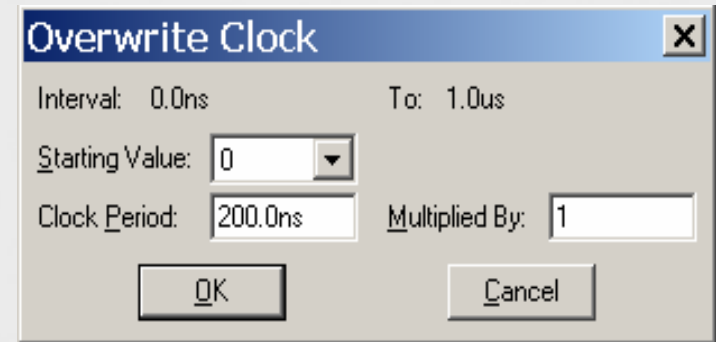 Overwrite Clock
Interval: 0.0ns To: 1.0us
Starting Value: 0
Clock Period: 200.0ns Multiplied By: 1
OK Cancel